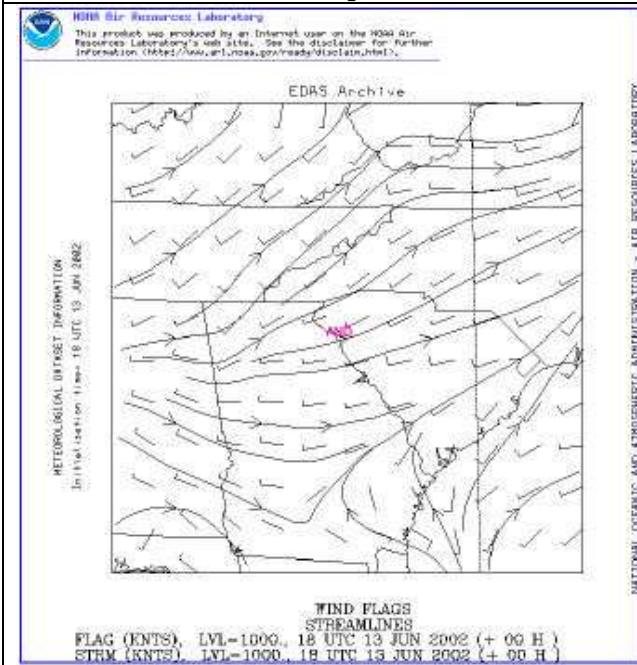 NOAA Air Resources Laboratory
This product was produced by an Internet user on the NOAA Air
Resources Laboratory's web site. See the disclaimer for further
information (http://www.arl.noaa.gov/ready/disclaim.html).
EDAS Archive
METEOROLOGICAL DATASET INFORMATION
Initialization time= 18 UTC 13 JUN 2002
AND
NATIONAL OCEANIC AND ATMOSPHERIC ADMINISTRATION - AIR RESOURCES LABORATORY
WIND FLAGS
STREAMLINES
FLAG (KNTS), LVL=1000., 18 UTC 13 JUN 2002 (+ 00 H )
STRM (KNTS), LVL=1000., 18 UTC 13 JUN 2002 (+ 00 H )